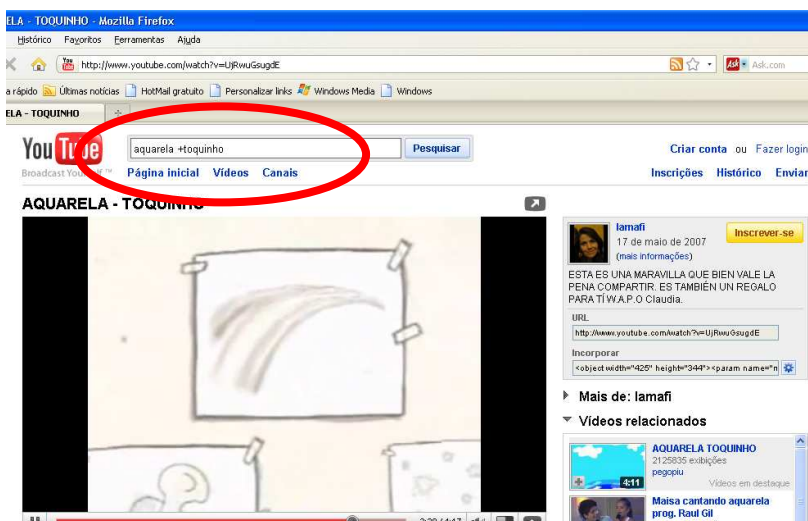 ELA - TOQUINHO - Mozilla Firefox
Histórico Favoritos Ferramentas Ajuda
http://www.youtube.com/watch?v=UjRwuGsugdE
Ask Ask.com
a rápido Últimas notícias HotMail gratuito Personalizar links Windows Media Windows
ELA - TOQUINHO
You Tube
aquarela +toquinho
Pesquisar
Criar conta ou Fazer login
Broadcast
Página inicial Vídeos Canais
Inscrições Histórico Enviar
AQUARELA - TOQUINHO
lamafi
17 de maio de 2007
(mais informações)
Inscrever-se
ESTA ES UNA MARAVILLA QUE BIEN VALE LA
PENA COMPARTIR. ES TAMBIÉN UN REGALO
PARA TÍ W.A.P.O Claudia.
URL
http://www.youtube.com/watch?v=UjRwuGsugdE
Incorporar
<object width="425" height="344"><param name="n
Mais de: lamafi
Vídeos relacionados
AQUARELA TOQUINHO
2125835 exibições
pegopiu
4:11
Vídeos em destaque
Maisa cantando aquarela
prog. Raul Gil